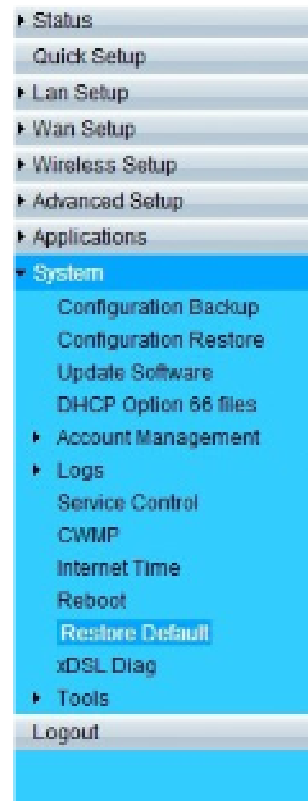 Status
Quick Setup
Lan Setup
Wan Setup
Wireless Setup
Advanced Setup
Applications
System
Configuration Backup
Configuration Restore
Update Software
DHCP Option 66 files
Account Management
Logs
Service Control
CWMP
Internet Time
Reboot
Restore Default
xDSL Diag
Tools
Logout